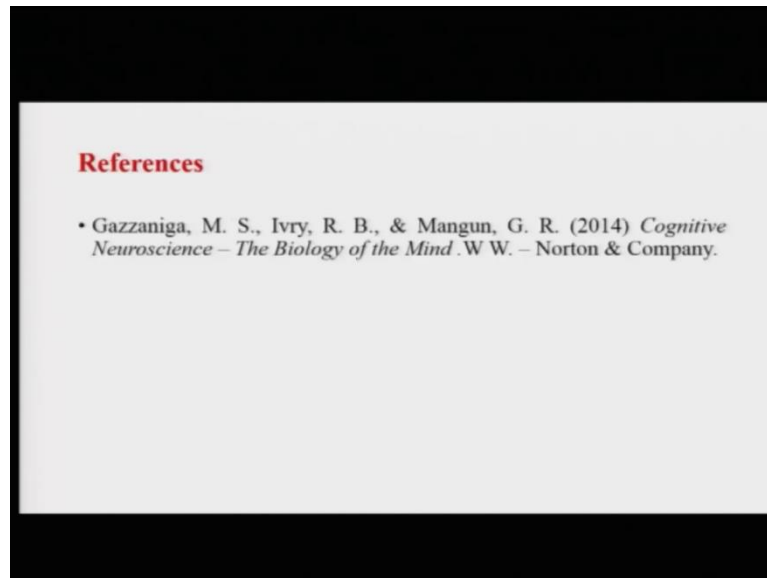 References
• Gazzaniga, M. S., Ivry, R. B., & Mangun, G. R. (2014) Cognitive
Neuroscience – The Biology of the Mind .W W. – Norton & Company.